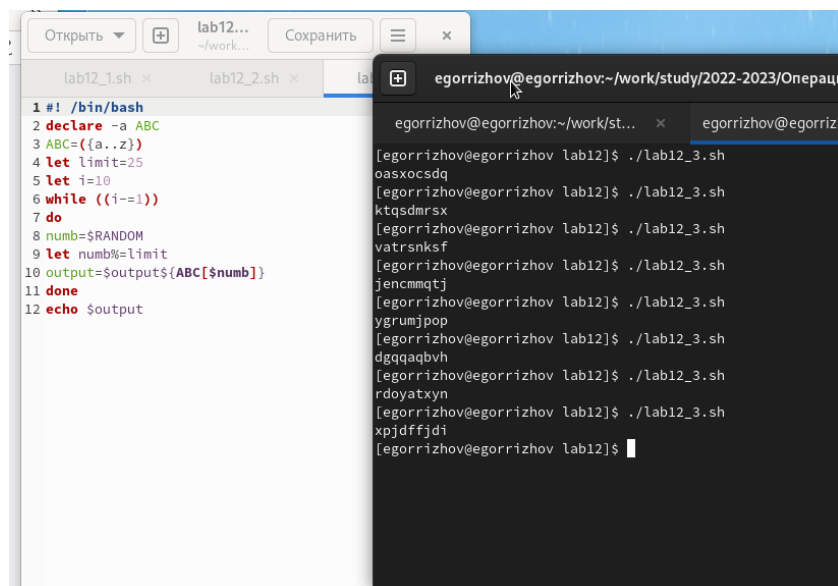 Открыть
lab12...
~/work...
Сохранить
lab12_1.sh
lab12_2.sh
1 #! /bin/bash
2 declare -a ABC
3 ABC=({a..z})
4 let limit=25
5 let i=10
6 while ((i-=1))
7 do
8 numb=$RANDOM
9 let numb%=limit
10 output=$output${ABC[$numb]}
11 done
12 echo $output
egorrizhov@egorrizhov:~/work/study/2022-2023/Операц
egorrizhov@egorrizhov:~/work/st...
egorrizhov@egorriz
[egorrizhov@egorrizhov lab12]$ ./lab12_3.sh
oasxocsdq
[egorrizhov@egorrizhov lab12]$ ./lab12_3.sh
ktqsdmrsx
[egorrizhov@egorrizhov lab12]$ ./lab12_3.sh
vatrsnksf
[egorrizhov@egorrizhov lab12]$ ./lab12_3.sh
jencmmqtj
[egorrizhov@egorrizhov lab12]$ ./lab12_3.sh
ygrumjpop
[egorrizhov@egorrizhov lab12]$ ./lab12_3.sh
dgqqaqbvh
[egorrizhov@egorrizhov lab12]$ ./lab12_3.sh
rdoyatxyn
[egorrizhov@egorrizhov lab12]$ ./lab12_3.sh
xpjdffjdi
[egorrizhov@egorrizhov lab12]$